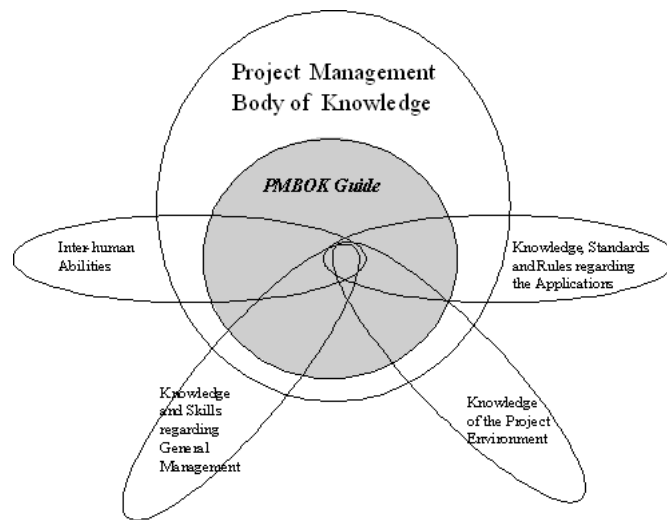 Project Management
Body of Knowledge
PMBOK Guide
Inter-human
Abilities
Knowledge, Standards
and Rules regarding
the Applications
Knowledge
and Skills
regarding
General
Management
Knowledge
of the Project
Environment